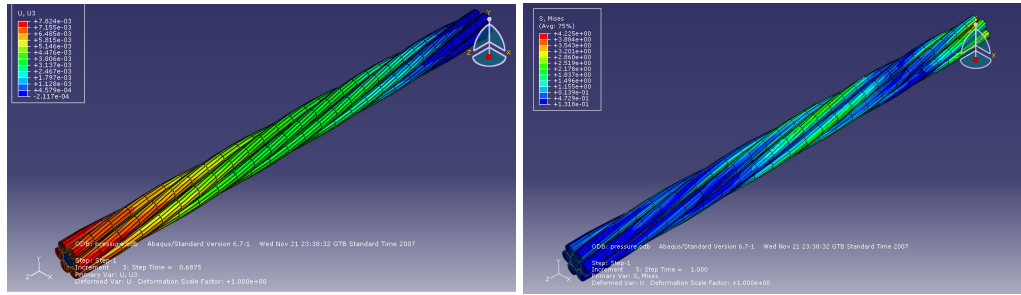 U, U3
+7.824e-03
+7.155e-03
+6.485e-03
+5.815e-03
+5.146e-03
+4.476e-03
+3.806e-03
+3.137e-03
+2.467e-03
+1.797e-03
+1.128e-03
+4.579e-04
-2.117e-04
Y
X
Z
ODB: pressure.odb Abaqus/Standard Version 6.7-1 Wed Nov 21 23:38:32 GTB Standard Time 2007
Y
Z
X
Step: Step-1
Increment 3: Step Time = 0.6875
Primary Var: U, U3
Deformed Var: U Deformation Scale Factor: +1.000e+00
S, Mises
(Avg: 75%)
+4.225e+00
+3.884e+00
+3.543e+00
+3.201e+00
+2.860e+00
+2.519e+00
+2.178e+00
+1.837e+00
+1.496e+00
+1.155e+00
+8.139e-01
+4.729e-01
+1.318e-01
X
ODB: pressure.odb Abaqus/Standard Version 6.7-1 Wed Nov 21 23:38:32 GTB Standard Time 2007
Y
Z
X
Step: Step-1
Increment 5: Step Time = 1.000
Primary Var: S, Mises
Deformed Var: U Deformation Scale Factor: +1.000e+00